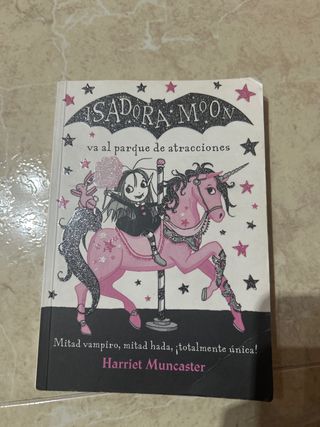 ISADORA MOON
va al parque de atracciones
Mitad vampiro, mitad hada, ¡totalmente única!
Harriet Muncaster